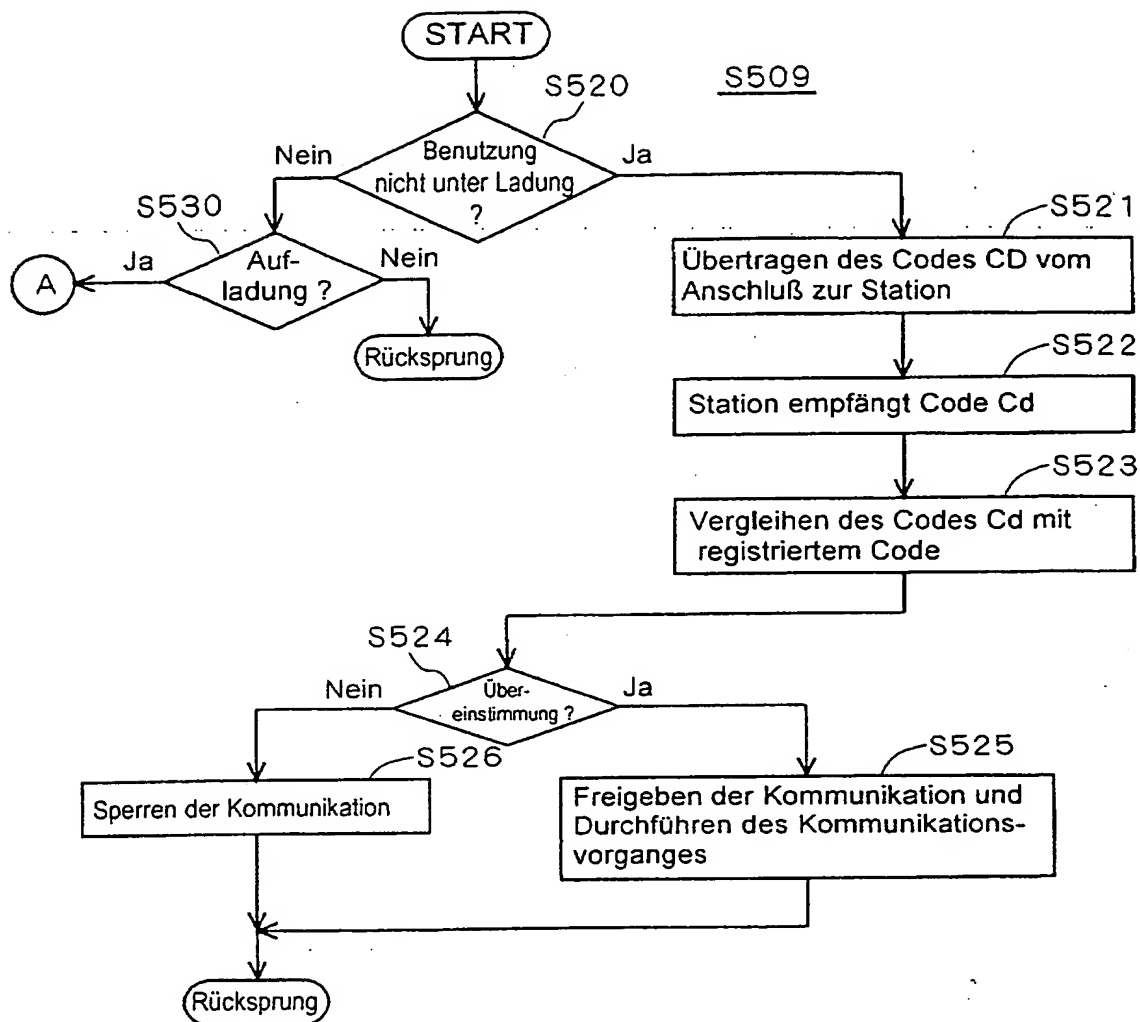 START
S509
S520
Nein
Benutzung
nicht unter Ladung
?
Ja
S530
Ja
Auf-
ladung ?
Nein
A
Rücksprung
S521
Übertragen des Codes CD vom
Anschluß zur Station
S522
Station empfängt Code Cd
S523
Vergleihen des Codes Cd mit
registriertem Code
S524
Nein
Über-
einstimmung ?
Ja
S526
Sperren der Kommunikation
S525
Freigeben der Kommunikation und
Durchführen des Kommunikations-
vorganges
Rücksprung